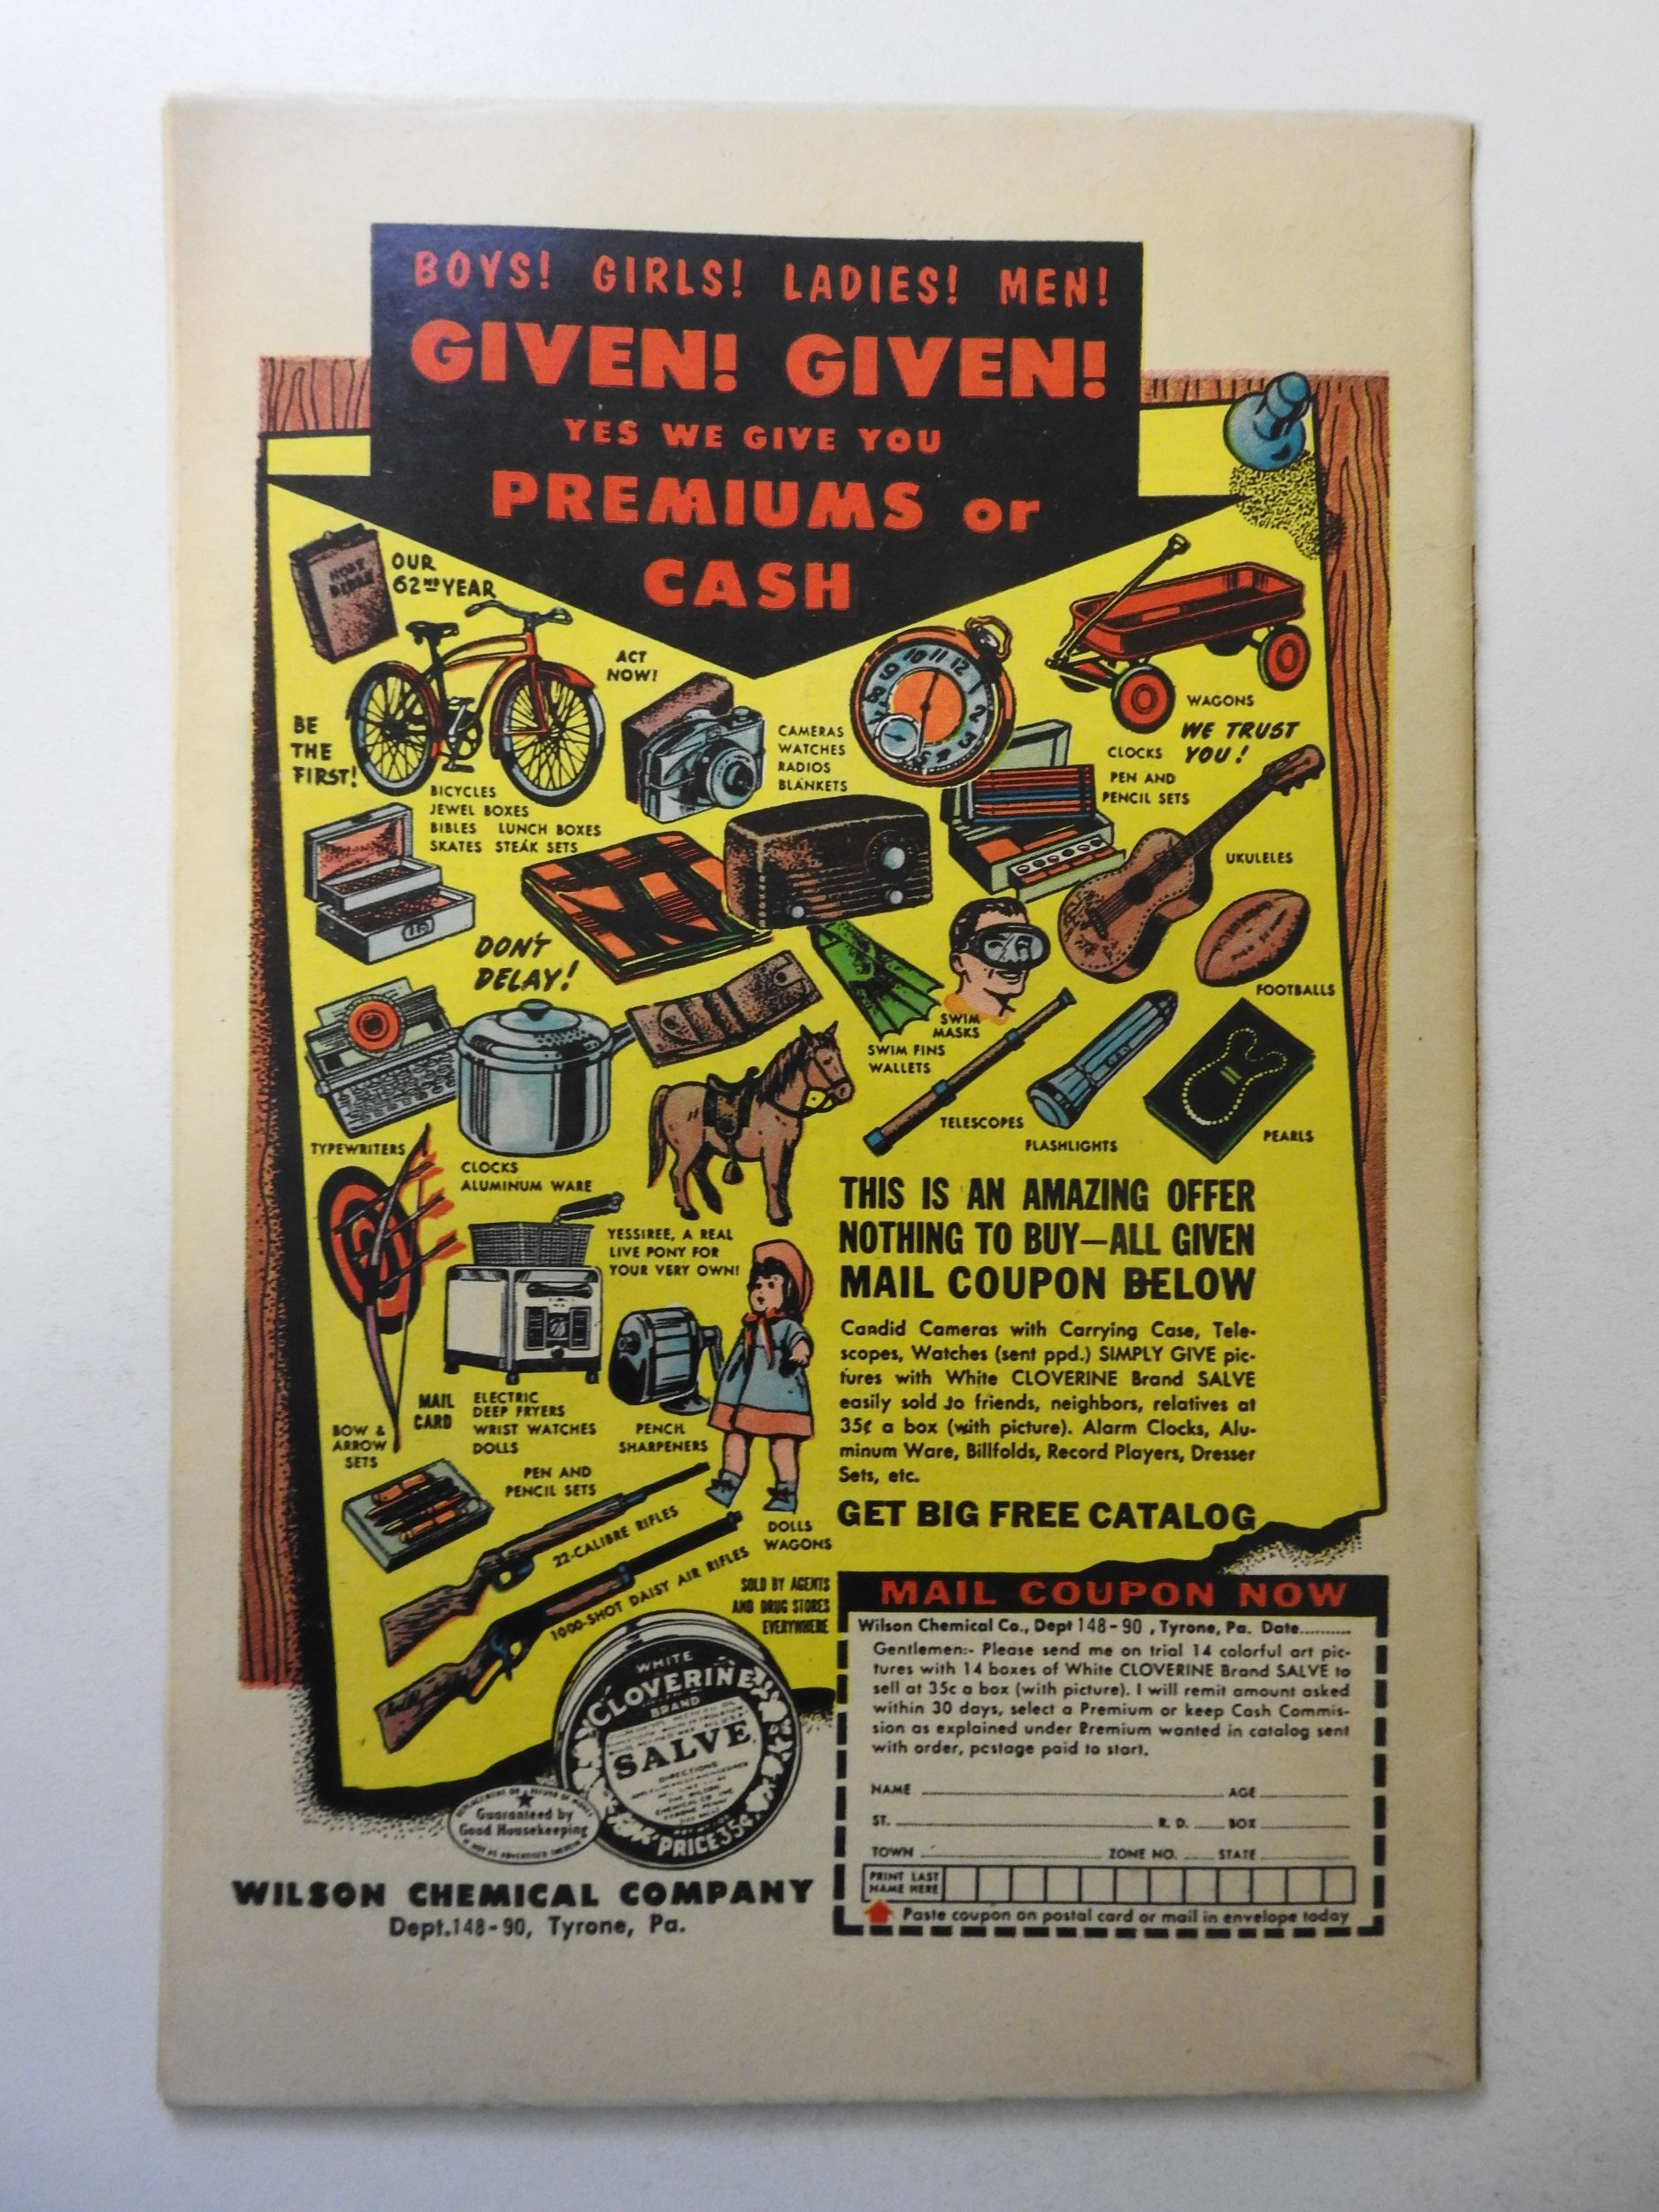 BOYS! GIRLS! LADIES! MEN!
GIVEN! GIVEN!
YES WE GIVE YOU
PREMIUMS or
CASH
HOLY
BIBLE
OUR
62ND YEAR
ACT
NOW!
BE
THE
FIRST!
BICYCLES
JEWEL BOXES
BIBLES LUNCH BOXES
SKATES STEAK SETS
CAMERAS
WATCHES
RADIOS
BLANKETS
WAGONS
WE TRUST
YOU!
CLOCKS
PEN AND
PENCIL SETS
UKULELES
FOOTBALLS
DON'T
DELAY!
SWIM
MASKS
SWIM FINS
WALLETS
TELESCOPES
FLASHLIGHTS
PEARLS
TYPEWRITERS
CLOCKS
ALUMINUM WARE
YESSIREE, A REAL
LIVE PONY FOR
YOUR VERY OWN!
BOW &
ARROW
SETS
MAIL
CARD
ELECTRIC
DEEP FRYERS
WRIST WATCHES
DOLLS
PENCIL
SHARPENERS
PEN AND
PENCIL SETS
22-CALIBRE RIFLES
1000-SHOT DAISY AIR RIFLES
DOLLS
WAGONS
SOLD BY AGENTS
AND DRUG STORES
EVERYWHERE
THIS IS AN AMAZING OFFER
NOTHING TO BUY—ALL GIVEN
MAIL COUPON BELOW
Candid Cameras with Carrying Case, Tele-
scopes, Watches (sent ppd.) SIMPLY GIVE pic-
tures with White CLOVERINE Brand SALVE
easily sold to friends, neighbors, relatives at
35¢ a box (with picture). Alarm Clocks, Alu-
minum Ware, Billfolds, Record Players, Dresser
Sets, etc.
GET BIG FREE CATALOG
WHITE
CLOVERINE
BRAND
SALVE
DIRECTIONS
THE WILSON
CHEMICAL CO. INC.
PRICE 35¢
Guaranteed by
Good Housekeeping
WILSON CHEMICAL COMPANY
Dept.148-90, Tyrone, Pa.
MAIL COUPON NOW
Wilson Chemical Co., Dept 148-90, Tyrone, Pa. Date..........
Gentlemen:- Please send me on trial 14 colorful art pic-
tures with 14 boxes of White CLOVERINE Brand SALVE to
sell at 35c a box (with picture). I will remit amount asked
within 30 days, select a Premium or keep Cash Commis-
sion as explained under Premium wanted in catalog sent
with order, postage paid to start.
NAME AGE
ST. R. D. BOX
TOWN ZONE NO. STATE
PRINT LAST
NAME HERE
Paste coupon on postal card or mail in envelope today